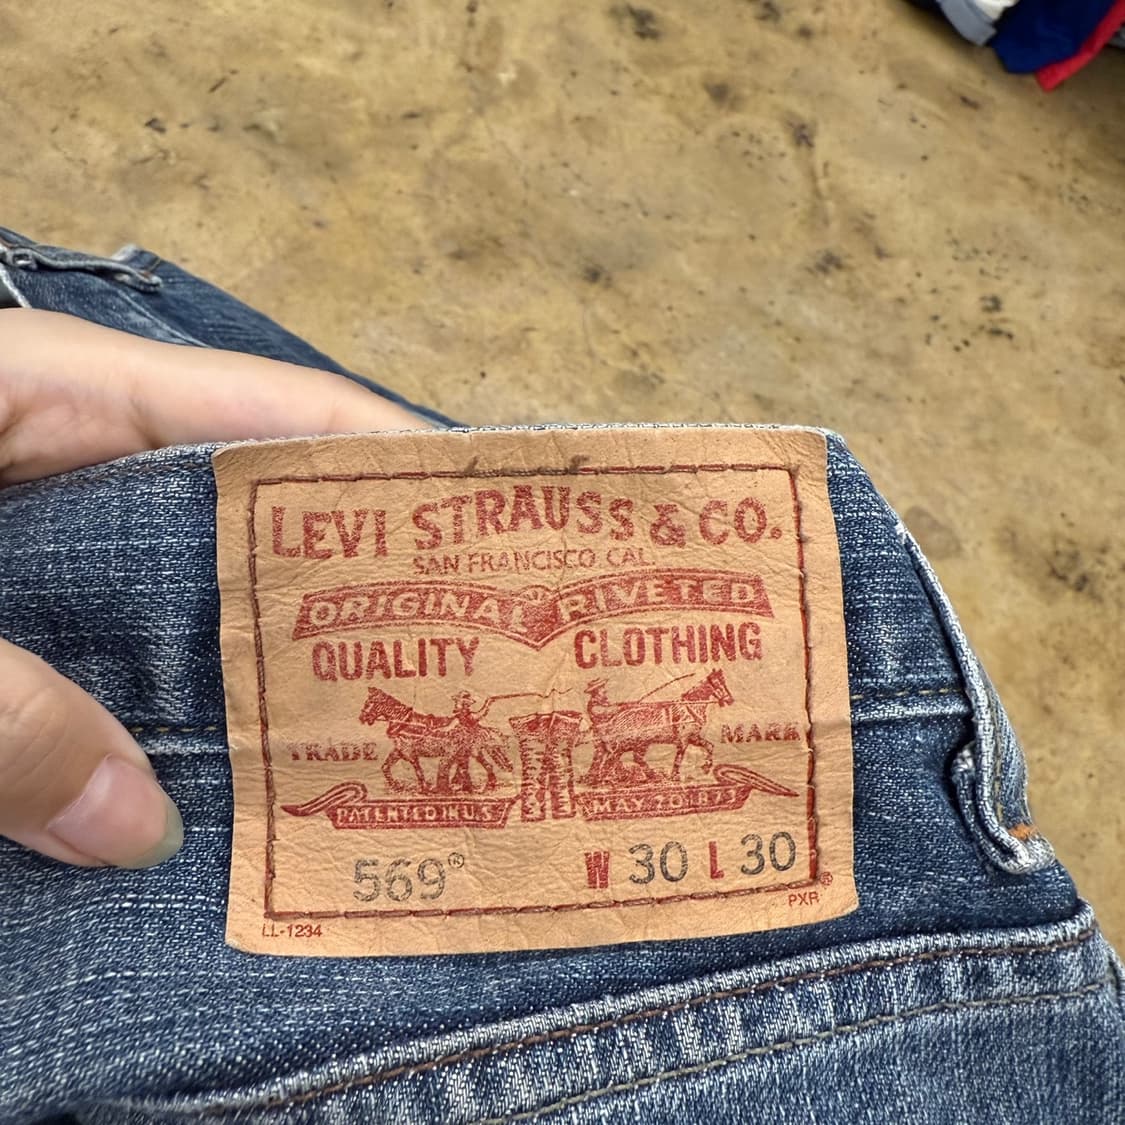 LEVI STRAUSS & CO.
SAN FRANCISCO CAL.
ORIGINAL RIVETED
QUALITY CLOTHING
TRADE MARK
PATENTED IN U.S. MAY 20 1873
569® W 30 L 30
PXR®
LL-1234